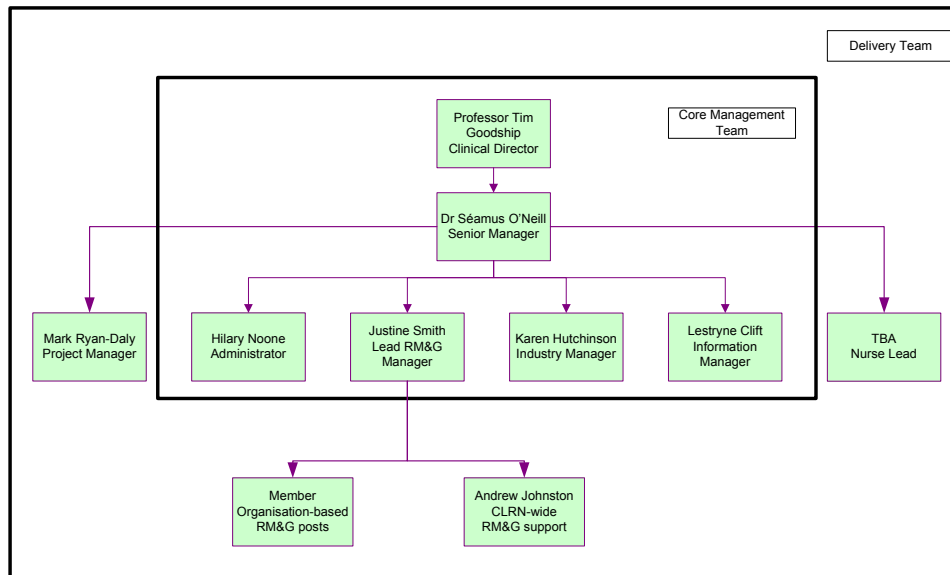 Delivery Team
Core Management
Team
Professor Tim
Goodship
Clinical Director
Dr Séamus O'Neill
Senior Manager
Mark Ryan-Daly
Project Manager
Hilary Noone
Administrator
Justine Smith
Lead RM&G
Manager
Karen Hutchinson
Industry Manager
Lestryne Clift
Information
Manager
TBA
Nurse Lead
Member
Organisation-based
RM&G posts
Andrew Johnston
CLRN-wide
RM&G support